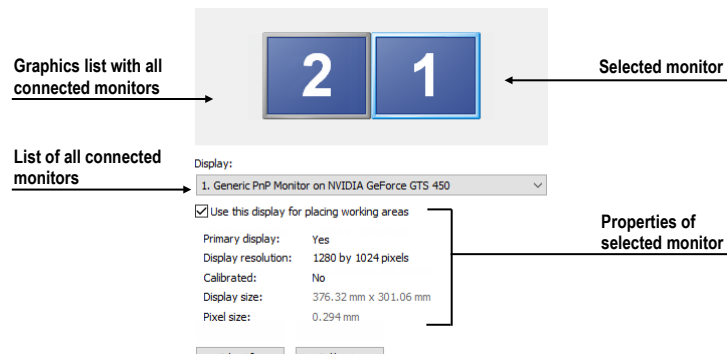 2 1
Graphics list with all
connected monitors
Selected monitor
List of all connected
monitors
Display:
1. Generic PnP Monitor on NVIDIA GeForce GTS 450
Use this display for placing working areas
Primary display: Yes
Display resolution: 1280 by 1024 pixels
Calibrated: No
Display size: 376.32 mm x 301.06 mm
Pixel size: 0.294 mm
Properties of
selected monitor